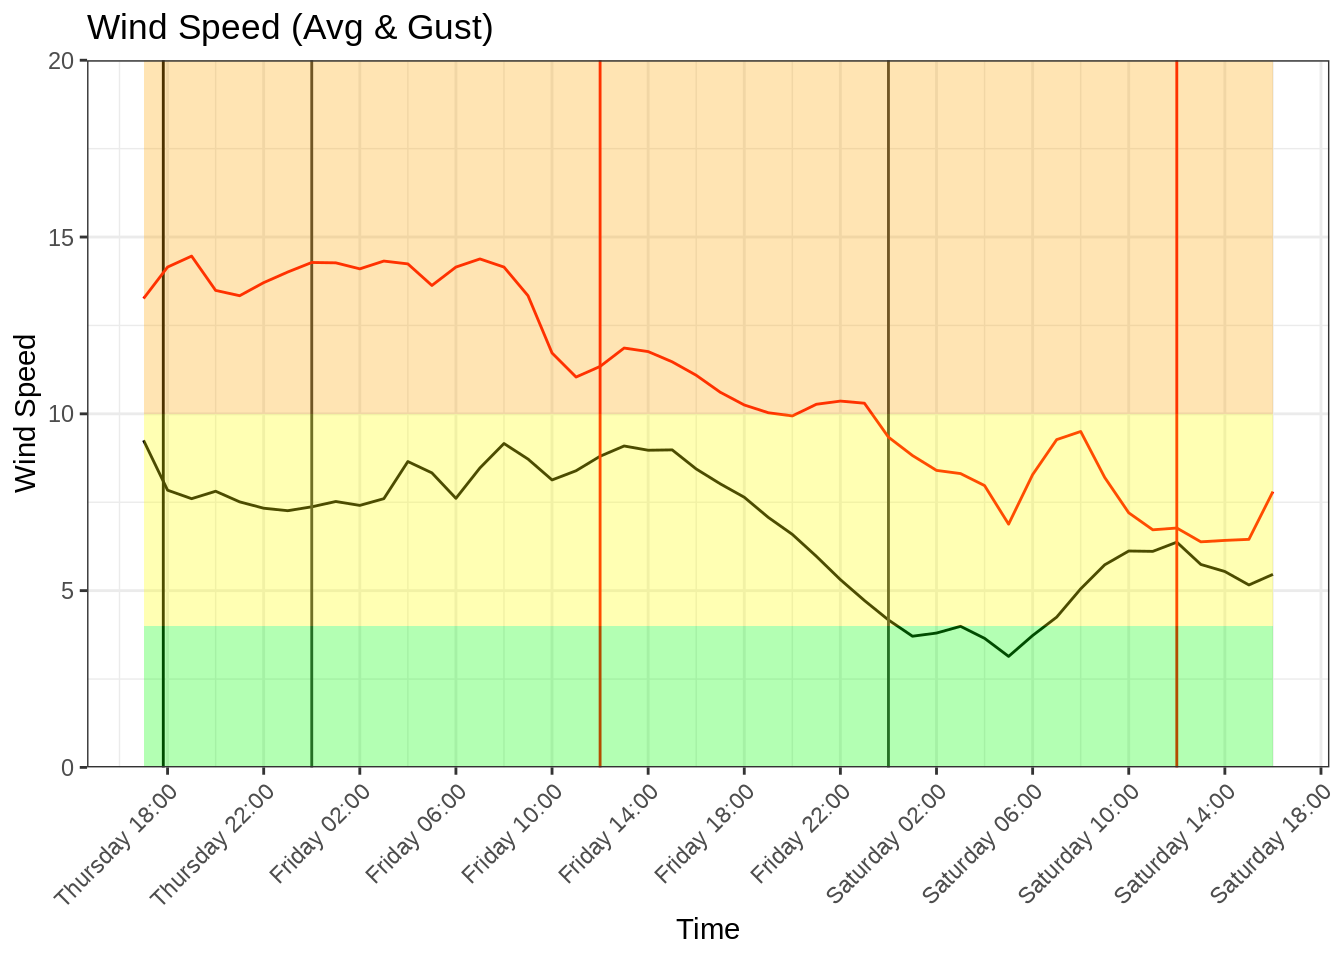 Wind Speed (Avg & Gust)
20
15
10
5
0
Wind Speed
Thursday 18:00
Thursday 22:00
Friday 02:00
Friday 06:00
Friday 10:00
Friday 14:00
Friday 18:00
Friday 22:00
Saturday 02:00
Saturday 06:00
Saturday 10:00
Saturday 14:00
Saturday 18:00
Time